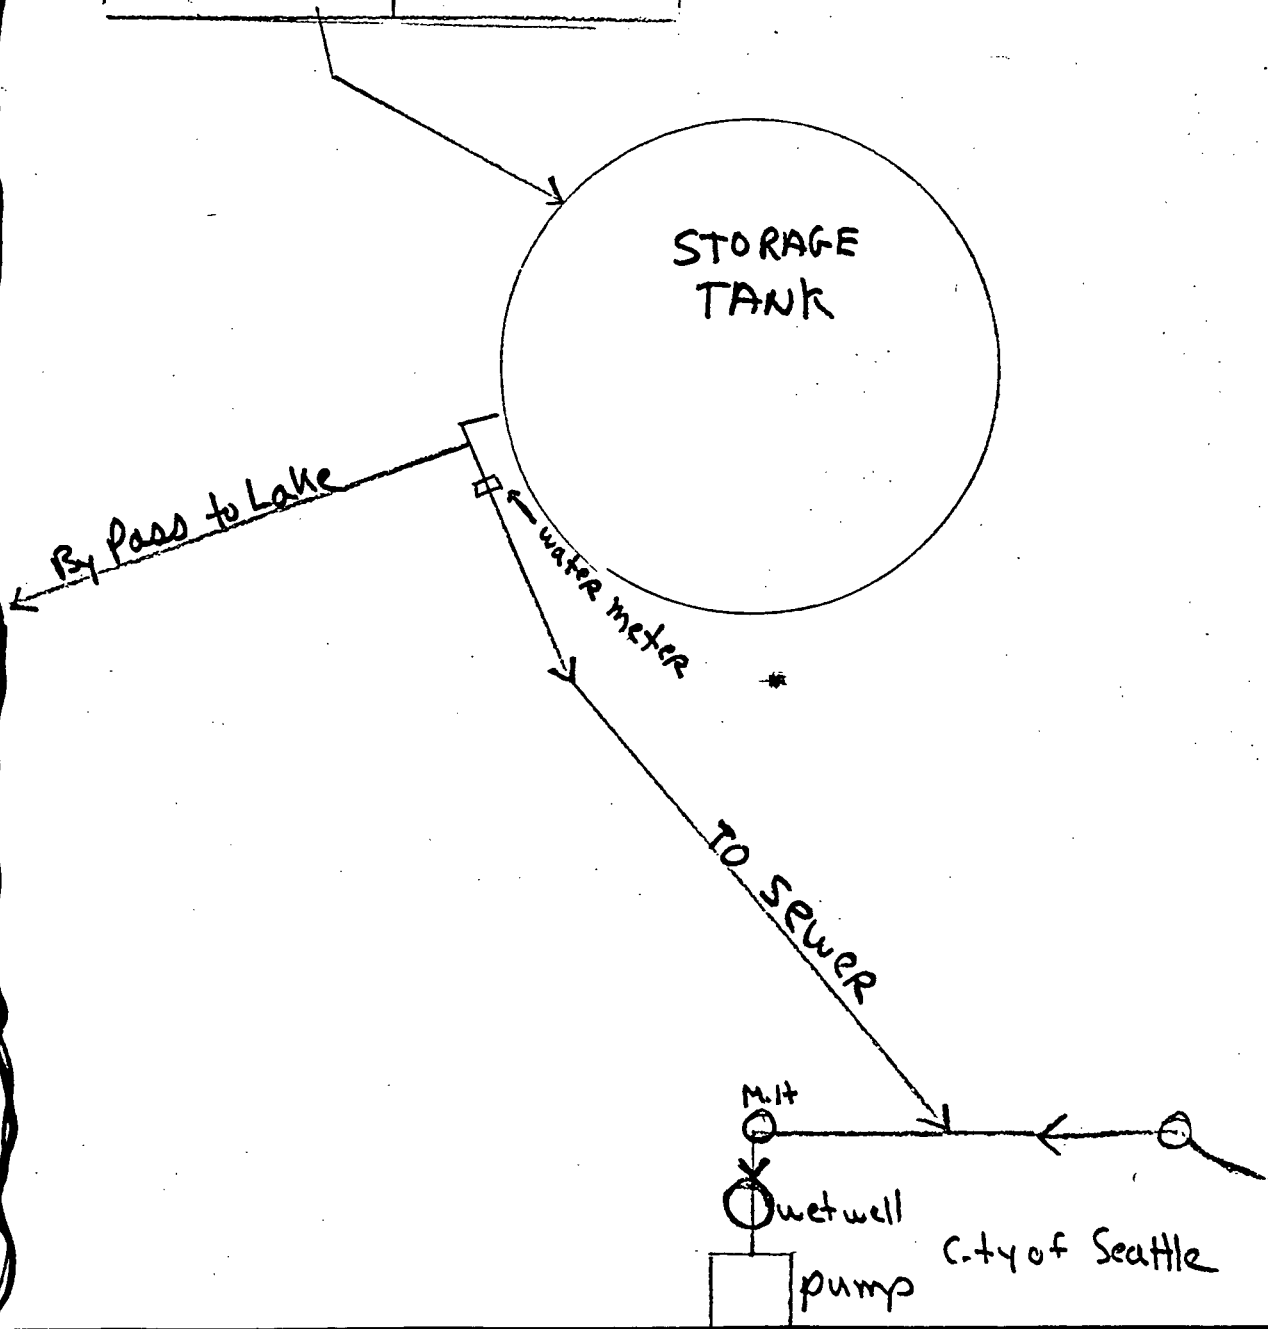 STORAGE
TANK
By Pass to Lake
water meter
TO SEWER
M.H
wetwell
City of Seattle
pump